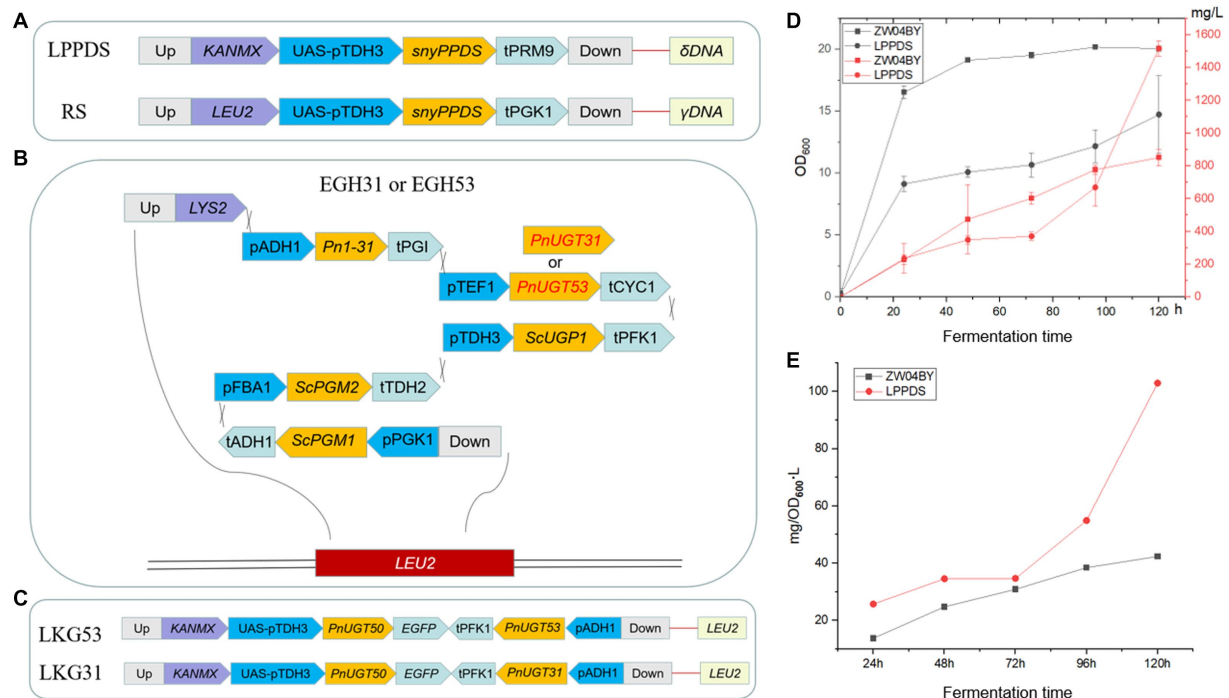 A
LPPDS Up KANMX UAS-pTDH3 snyPPDS tPRM9 Down δDNA
RS Up LEU2 UAS-pTDH3 snyPPDS tPGK1 Down γDNA
B
EGH31 or EGH53
Up LYS2
pADH1 Pn1-31 tPGI
PnUGT31
or
pTEF1 PnUGT53 tCYC1
pTDH3 ScUGP1 tPFK1
pFBA1 ScPGM2 tTDH2
tADH1 ScPGM1 pPGK1 Down
LEU2
C
LKG53 Up KANMX UAS-pTDH3 PnUGT50 EGFP tPFK1 PnUGT53 pADH1 Down LEU2
LKG31 Up KANMX UAS-pTDH3 PnUGT50 EGFP tPFK1 PnUGT31 pADH1 Down LEU2
D
mg/L
ZW04BY
LPPDS
ZW04BY
LPPDS
OD600
20
15
10
5
0
1600
1400
1200
1000
800
600
400
200
0
0 20 40 60 80 100 120 h
Fermentation time
E
ZW04BY
LPPDS
mg/OD600·L
100
80
60
40
20
24h 48h 72h 96h 120h
Fermentation time